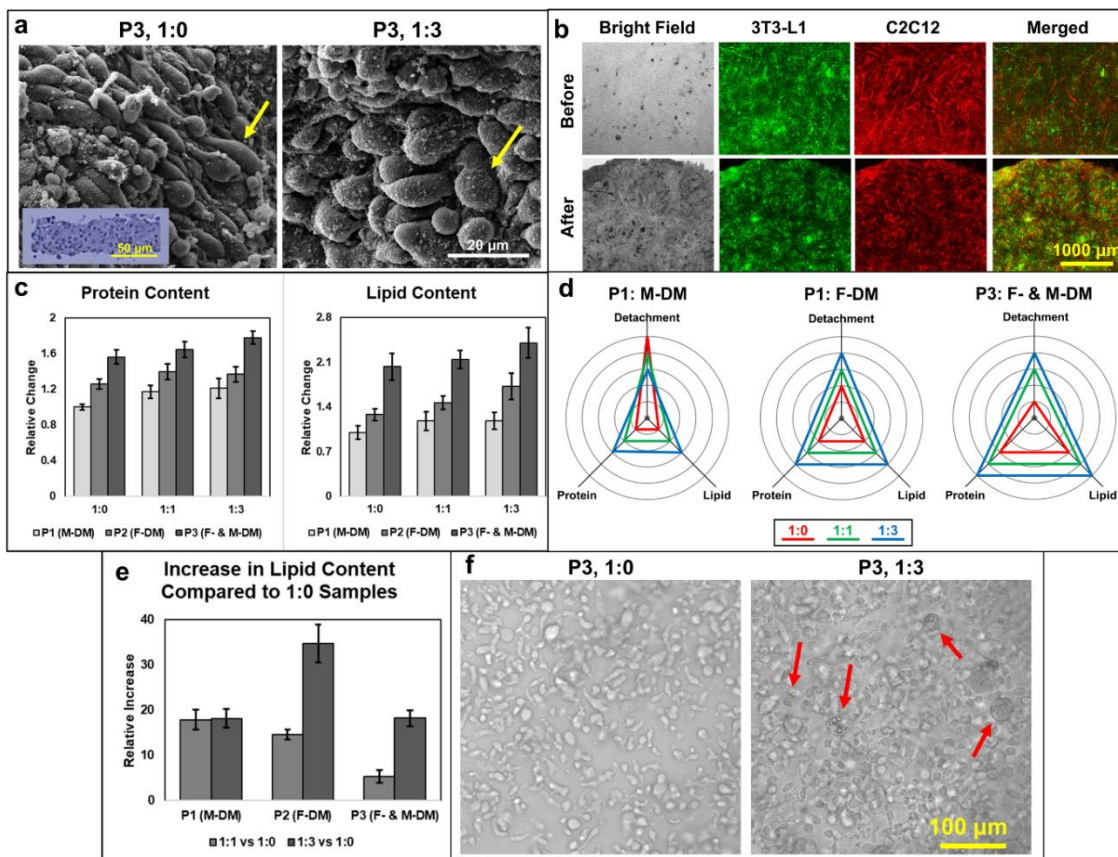 a
P3, 1:0
P3, 1:3
50 µm
20 µm
b
Bright Field
3T3-L1
C2C12
Merged
Before
After
1000 µm
c
Protein Content
Relative Change
2
1.6
1.2
0.8
0.4
0
1:0
1:1
1:3
P1 (M-DM)
P2 (F-DM)
P3 (F- & M-DM)
Lipid Content
Relative Change
2.8
2.1
1.4
0.7
0
1:0
1:1
1:3
P1 (M-DM)
P2 (F-DM)
P3 (F- & M-DM)
d
P1: M-DM
Detachment
Protein
Lipid
P1: F-DM
Detachment
Protein
Lipid
P3: F- & M-DM
Detachment
Protein
Lipid
1:0
1:1
1:3
e
Increase in Lipid Content
Compared to 1:0 Samples
Relative Increase
40
30
20
10
0
P1 (M-DM)
P2 (F-DM)
P3 (F- & M-DM)
1:1 vs 1:0
1:3 vs 1:0
f
P3, 1:0
P3, 1:3
100 µm